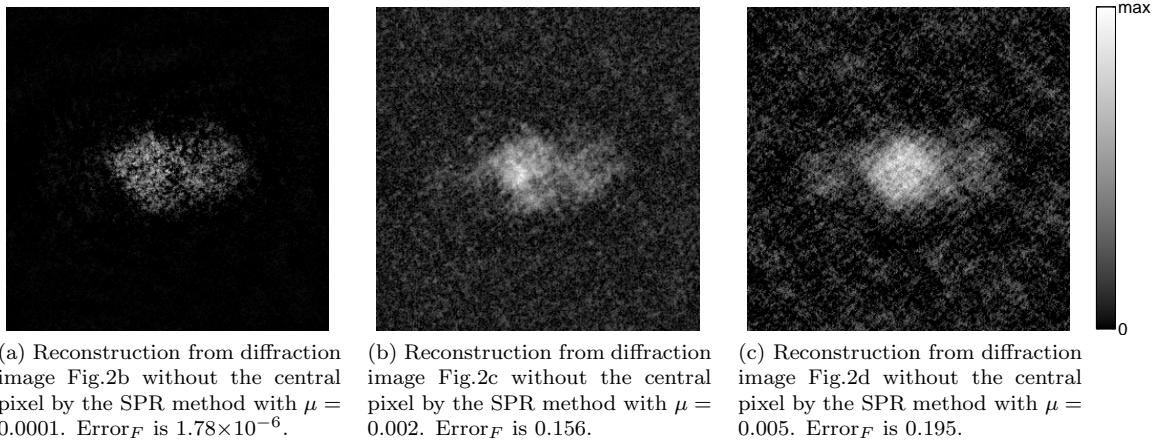 max
0
(a) Reconstruction from diffraction
image Fig.2b without the central
pixel by the SPR method with μ =
0.0001. Error_F is 1.78×10^−6.
(b) Reconstruction from diffraction
image Fig.2c without the central
pixel by the SPR method with μ =
0.002. Error_F is 0.156.
(c) Reconstruction from diffraction
image Fig.2d without the central
pixel by the SPR method with μ =
0.005. Error_F is 0.195.